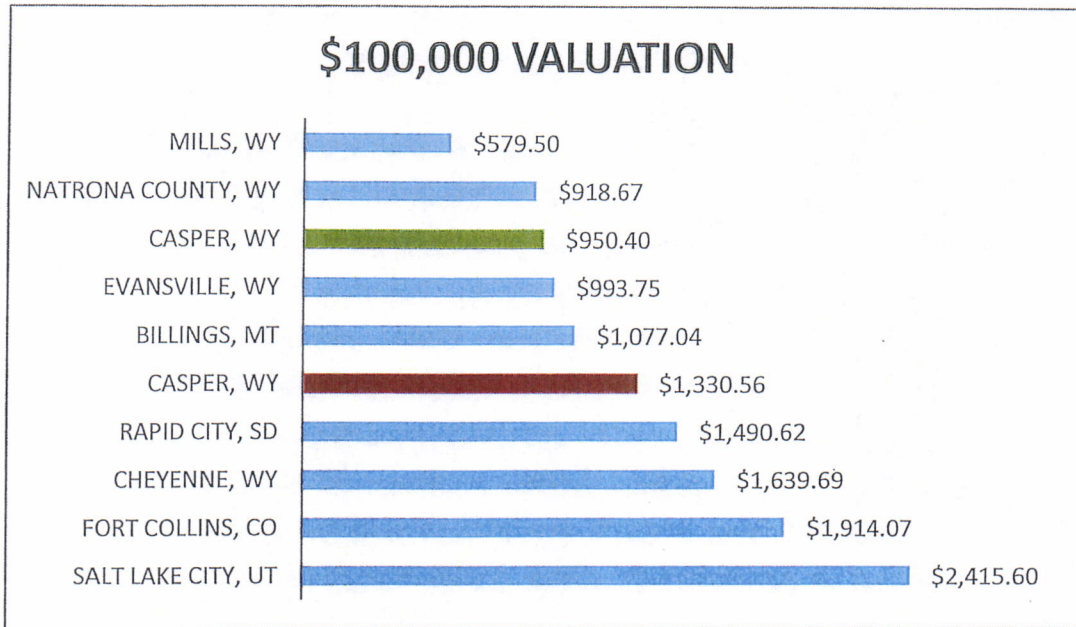 $100,000 VALUATION
MILLS, WY $579.50
NATRONA COUNTY, WY $918.67
CASPER, WY $950.40
EVANSVILLE, WY $993.75
BILLINGS, MT $1,077.04
CASPER, WY $1,330.56
RAPID CITY, SD $1,490.62
CHEYENNE, WY $1,639.69
FORT COLLINS, CO $1,914.07
SALT LAKE CITY, UT $2,415.60